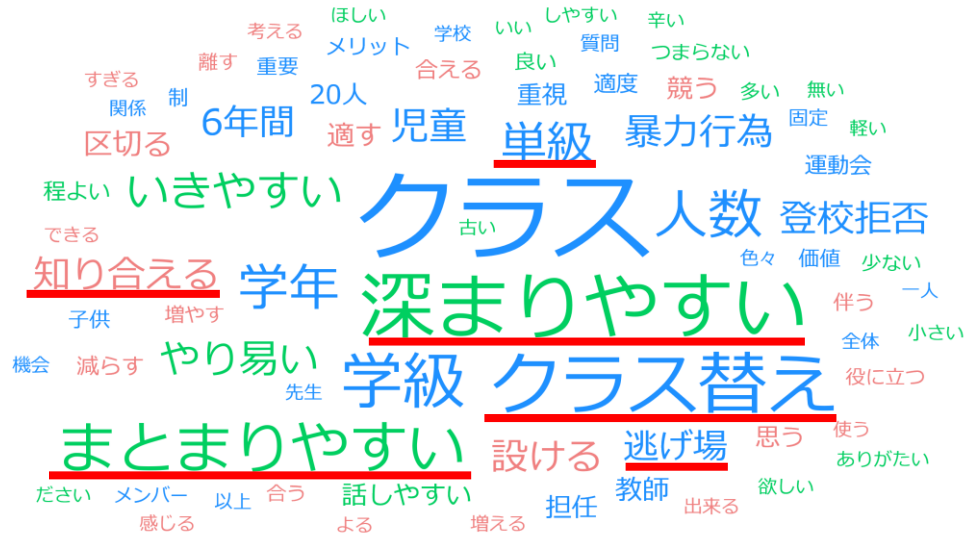 ほしい しやすい 辛い
考える メリット 学校 いい 質問 つまらない
すぎる 離す 重要 合える 良い
関係 制 20人 重視 適度 競う 多い 無い
区切る 6年間 適す 児童 単級 暴力行為 固定 軽い
運動会
程よい いきやすい クラス 人数 登校拒否
古い
できる 色々 価値 少ない
知り合える 学年 深まりやすい 伴う 一人
子供 増やす 全体 小さい
機会 減らす やり易い 先生 学級 クラス替え 役に立つ
まとまりやすい 設ける 逃げ場 思う 使う
ありがたい
ださい メンバー 以上 合う 話しやすい 担任 教師 欲しい
感じる よる 増える 出来る